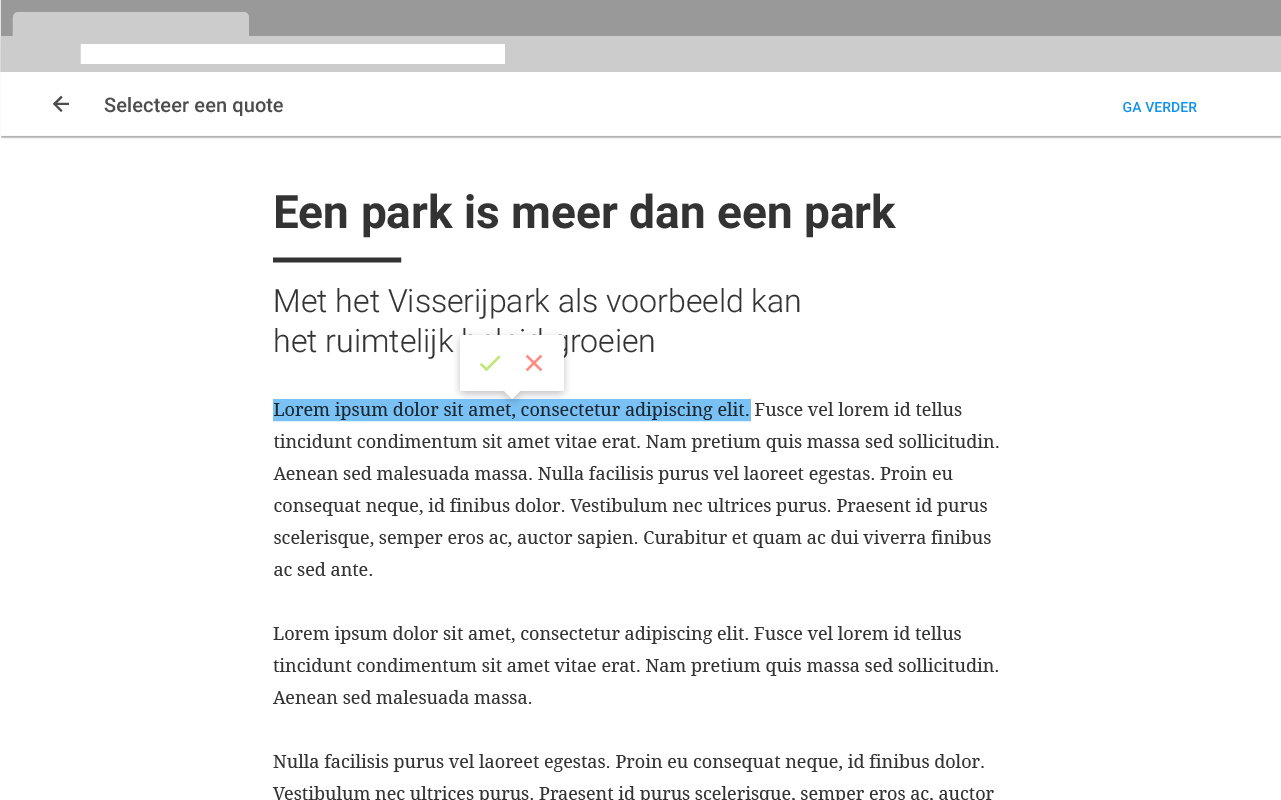 Selecteer een quote
GA VERDER
Een park is meer dan een park
Met het Visserijpark als voorbeeld kan
het ruimtelijk groeien
Lorem ipsum dolor sit amet, consectetur adipiscing elit. Fusce vel lorem id tellus
tincidunt condimentum sit amet vitae erat. Nam pretium quis massa sed sollicitudin.
Aenean sed malesuada massa. Nulla facilisis purus vel laoreet egestas. Proin eu
consequat neque, id finibus dolor. Vestibulum nec ultrices purus. Praesent id purus
scelerisque, semper eros ac, auctor sapien. Curabitur et quam ac dui viverra finibus
ac sed ante.
Lorem ipsum dolor sit amet, consectetur adipiscing elit. Fusce vel lorem id tellus
tincidunt condimentum sit amet vitae erat. Nam pretium quis massa sed sollicitudin.
Aenean sed malesuada massa.
Nulla facilisis purus vel laoreet egestas. Proin eu consequat neque, id finibus dolor.
Vestibulum nec ultrices purus. Praesent id purus scelerisque, semper eros ac, auctor